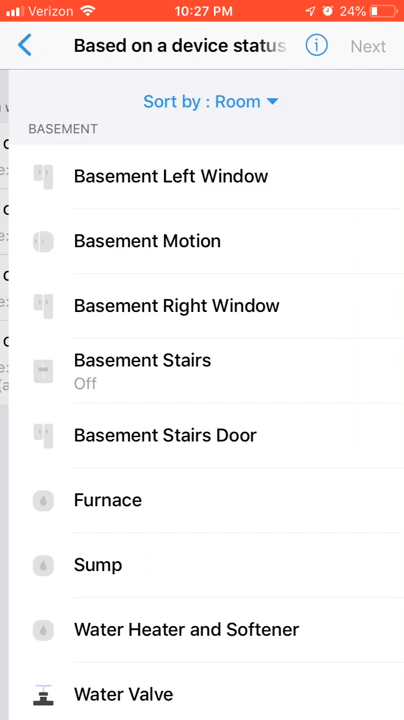 Verizon 10:27 PM 24%
Based on a device status Next
Sort by : Room
BASEMENT
Basement Left Window
Basement Motion
Basement Right Window
Basement Stairs
Off
Basement Stairs Door
Furnace
Sump
Water Heater and Softener
Water Valve